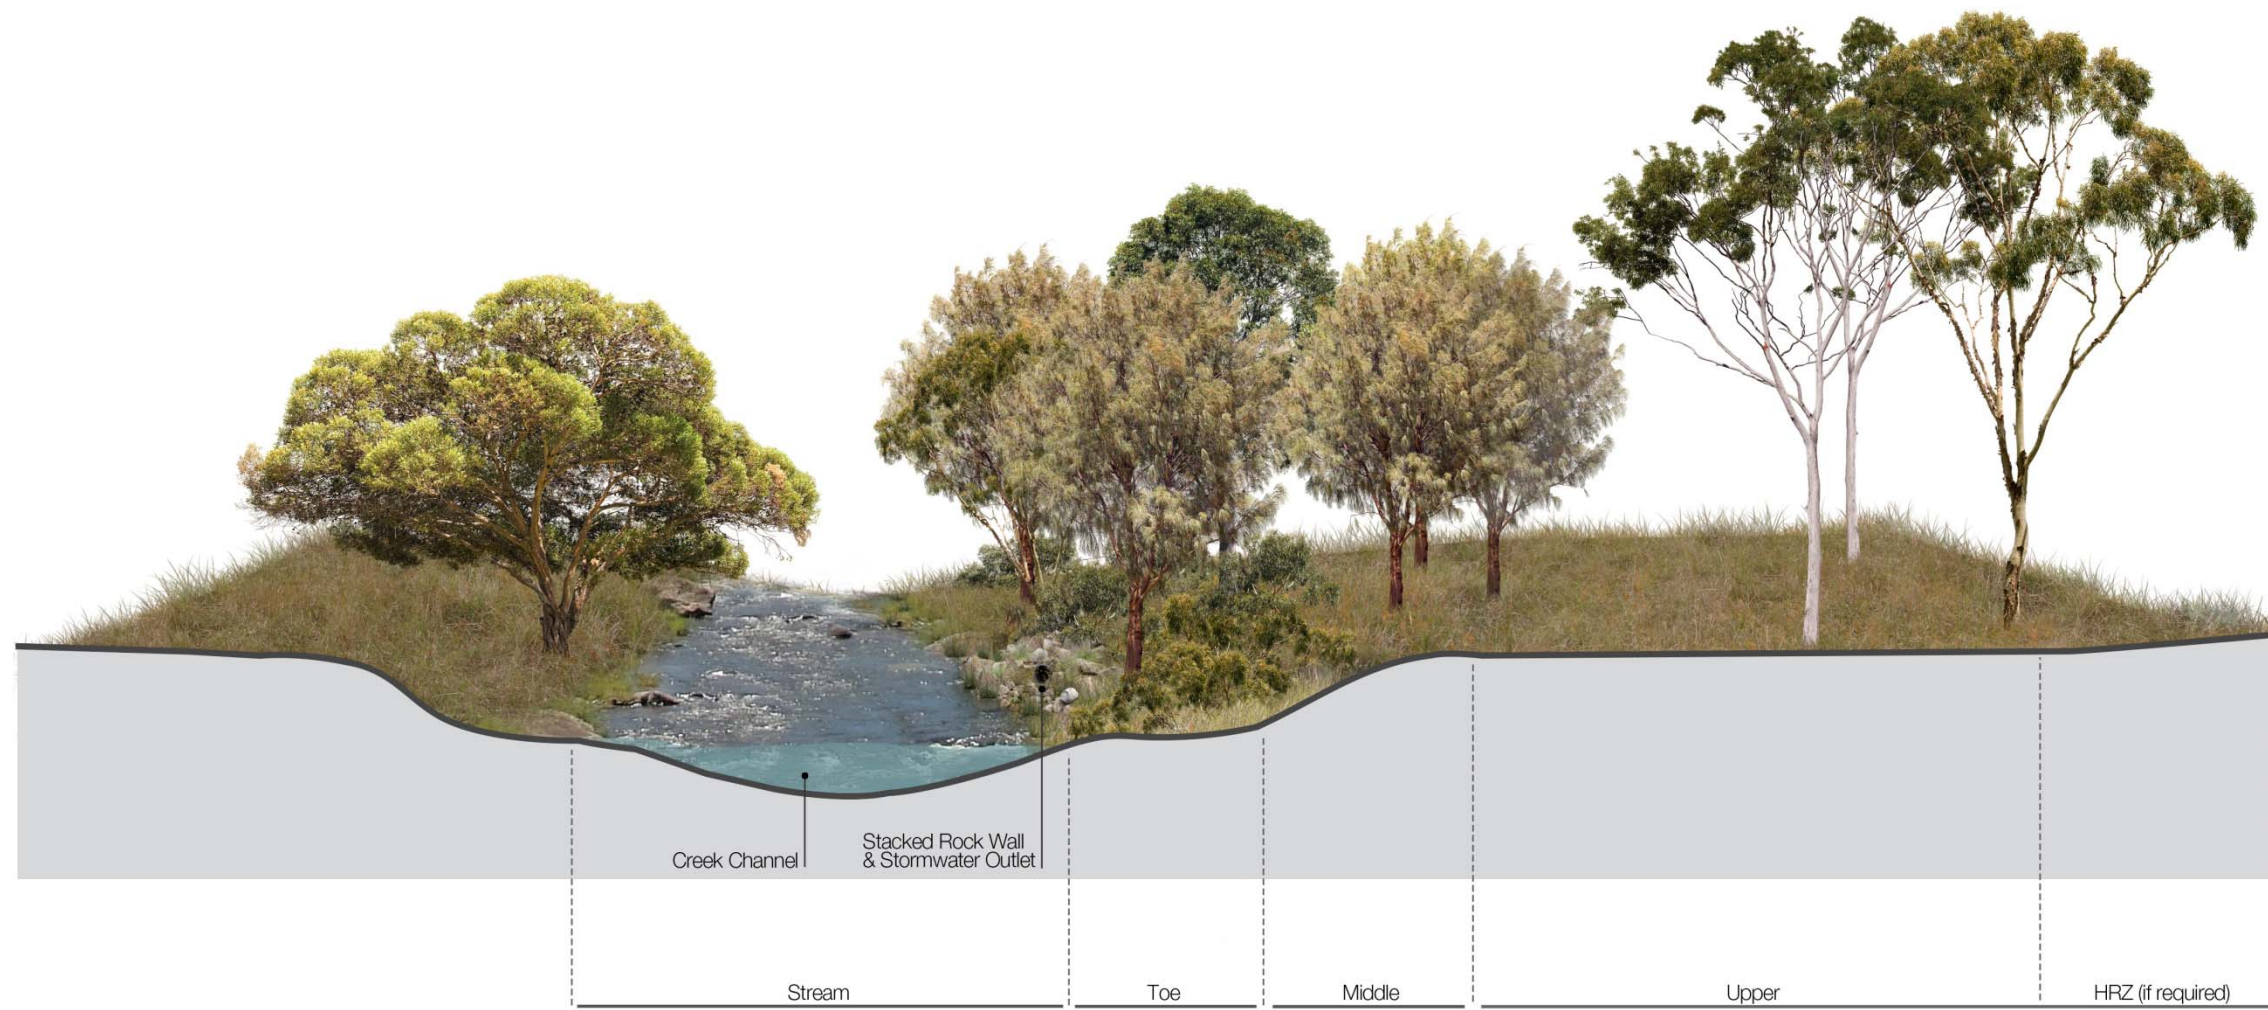 Creek Channel
Stacked Rock Wall
& Stormwater Outlet
Stream
Toe
Middle
Upper
HRZ (if required)